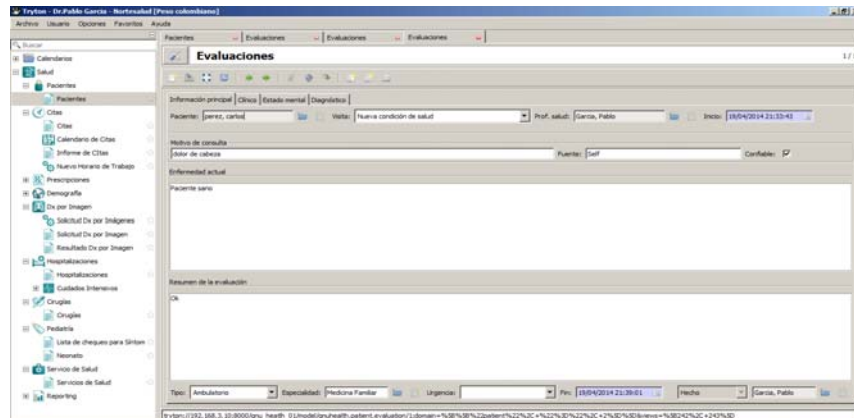 Tryton - Dr.Pablo Garcia - Nortesalud [Peso colombiano]
Archivo Usuario Opciones Favoritos Ayuda
Buscar
Calendarios
Salud
Pacientes
Pacientes
Citas
Citas
Calendario de Citas
Informe de Citas
Nuevo Horario de Trabajo
Prescripciones
Demografía
Dx por Imagen
Solicitud Dx por Imágenes
Solicitud Dx por Imagen
Resultado Dx por Imagen
Hospitalizaciones
Hospitalizaciones
Cuidados Intensivos
Cirugías
Cirugías
Pediatría
Lista de cheques para Síntom
Neonato
Servicio de Salud
Servicios de Salud
Reporting
Pacientes Evaluaciones Evaluaciones Evaluaciones
Evaluaciones
1/
Información principal Clínico Estado mental Diagnóstico
Paciente: perez, carlos Visita: Nueva condición de salud Prof. salud: Garcia, Pablo Inicio: 19/04/2014 21:33:43
Motivo de consulta
dolor de cabeza Fuente: Self Confiable:
Enfermedad actual
Paciente sano
Resumen de la evaluación
Ok
Tipo: Ambulatorio Especialidad: Medicina Familiar Urgencia: Fin: 19/04/2014 21:39:01 Hecho Garcia, Pablo